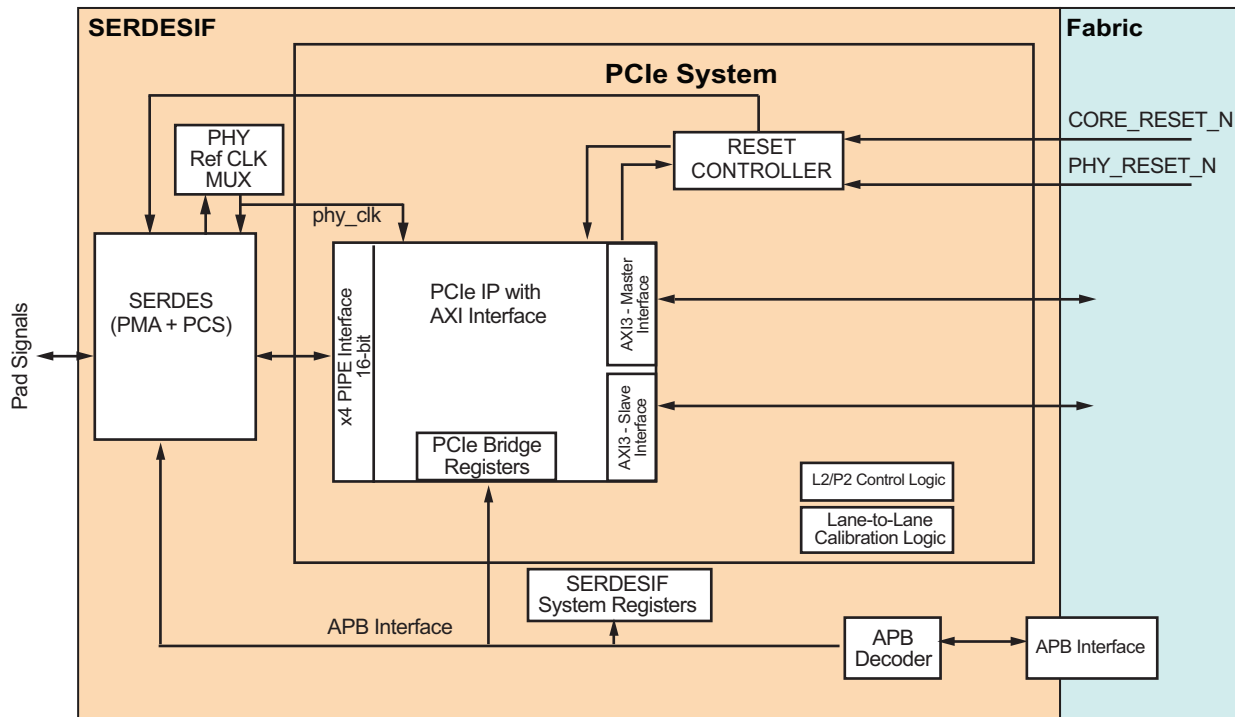 SERDESIF
Fabric
PCIe System
CORE_RESET_N
PHY
Ref CLK
MUX
RESET
CONTROLLER
PHY_RESET_N
phy_clk
SERDES
(PMA + PCS)
x4 PIPE Interface
16-bit
PCIe IP with
AXI Interface
AXI3 - Master
Interface
Pad Signals
AXI3 - Slave
Interface
PCIe Bridge
Registers
L2/P2 Control Logic
Lane-to-Lane
Calibration Logic
SERDESIF
System Registers
APB Interface
APB
Decoder
APB Interface